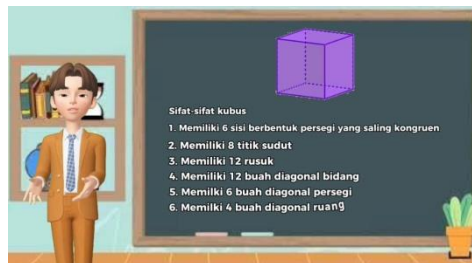 Sifat-sifat kubus
1. Memiliki 6 sisi berbentuk persegi yang saling kongruen
2. Memiliki 8 titik sudut
3. Memiliki 12 rusuk
4. Memiliki 12 buah diagonal bidang
5. Memilki 6 buah diagonal persegi
6. Memilki 4 buah diagonal ruang